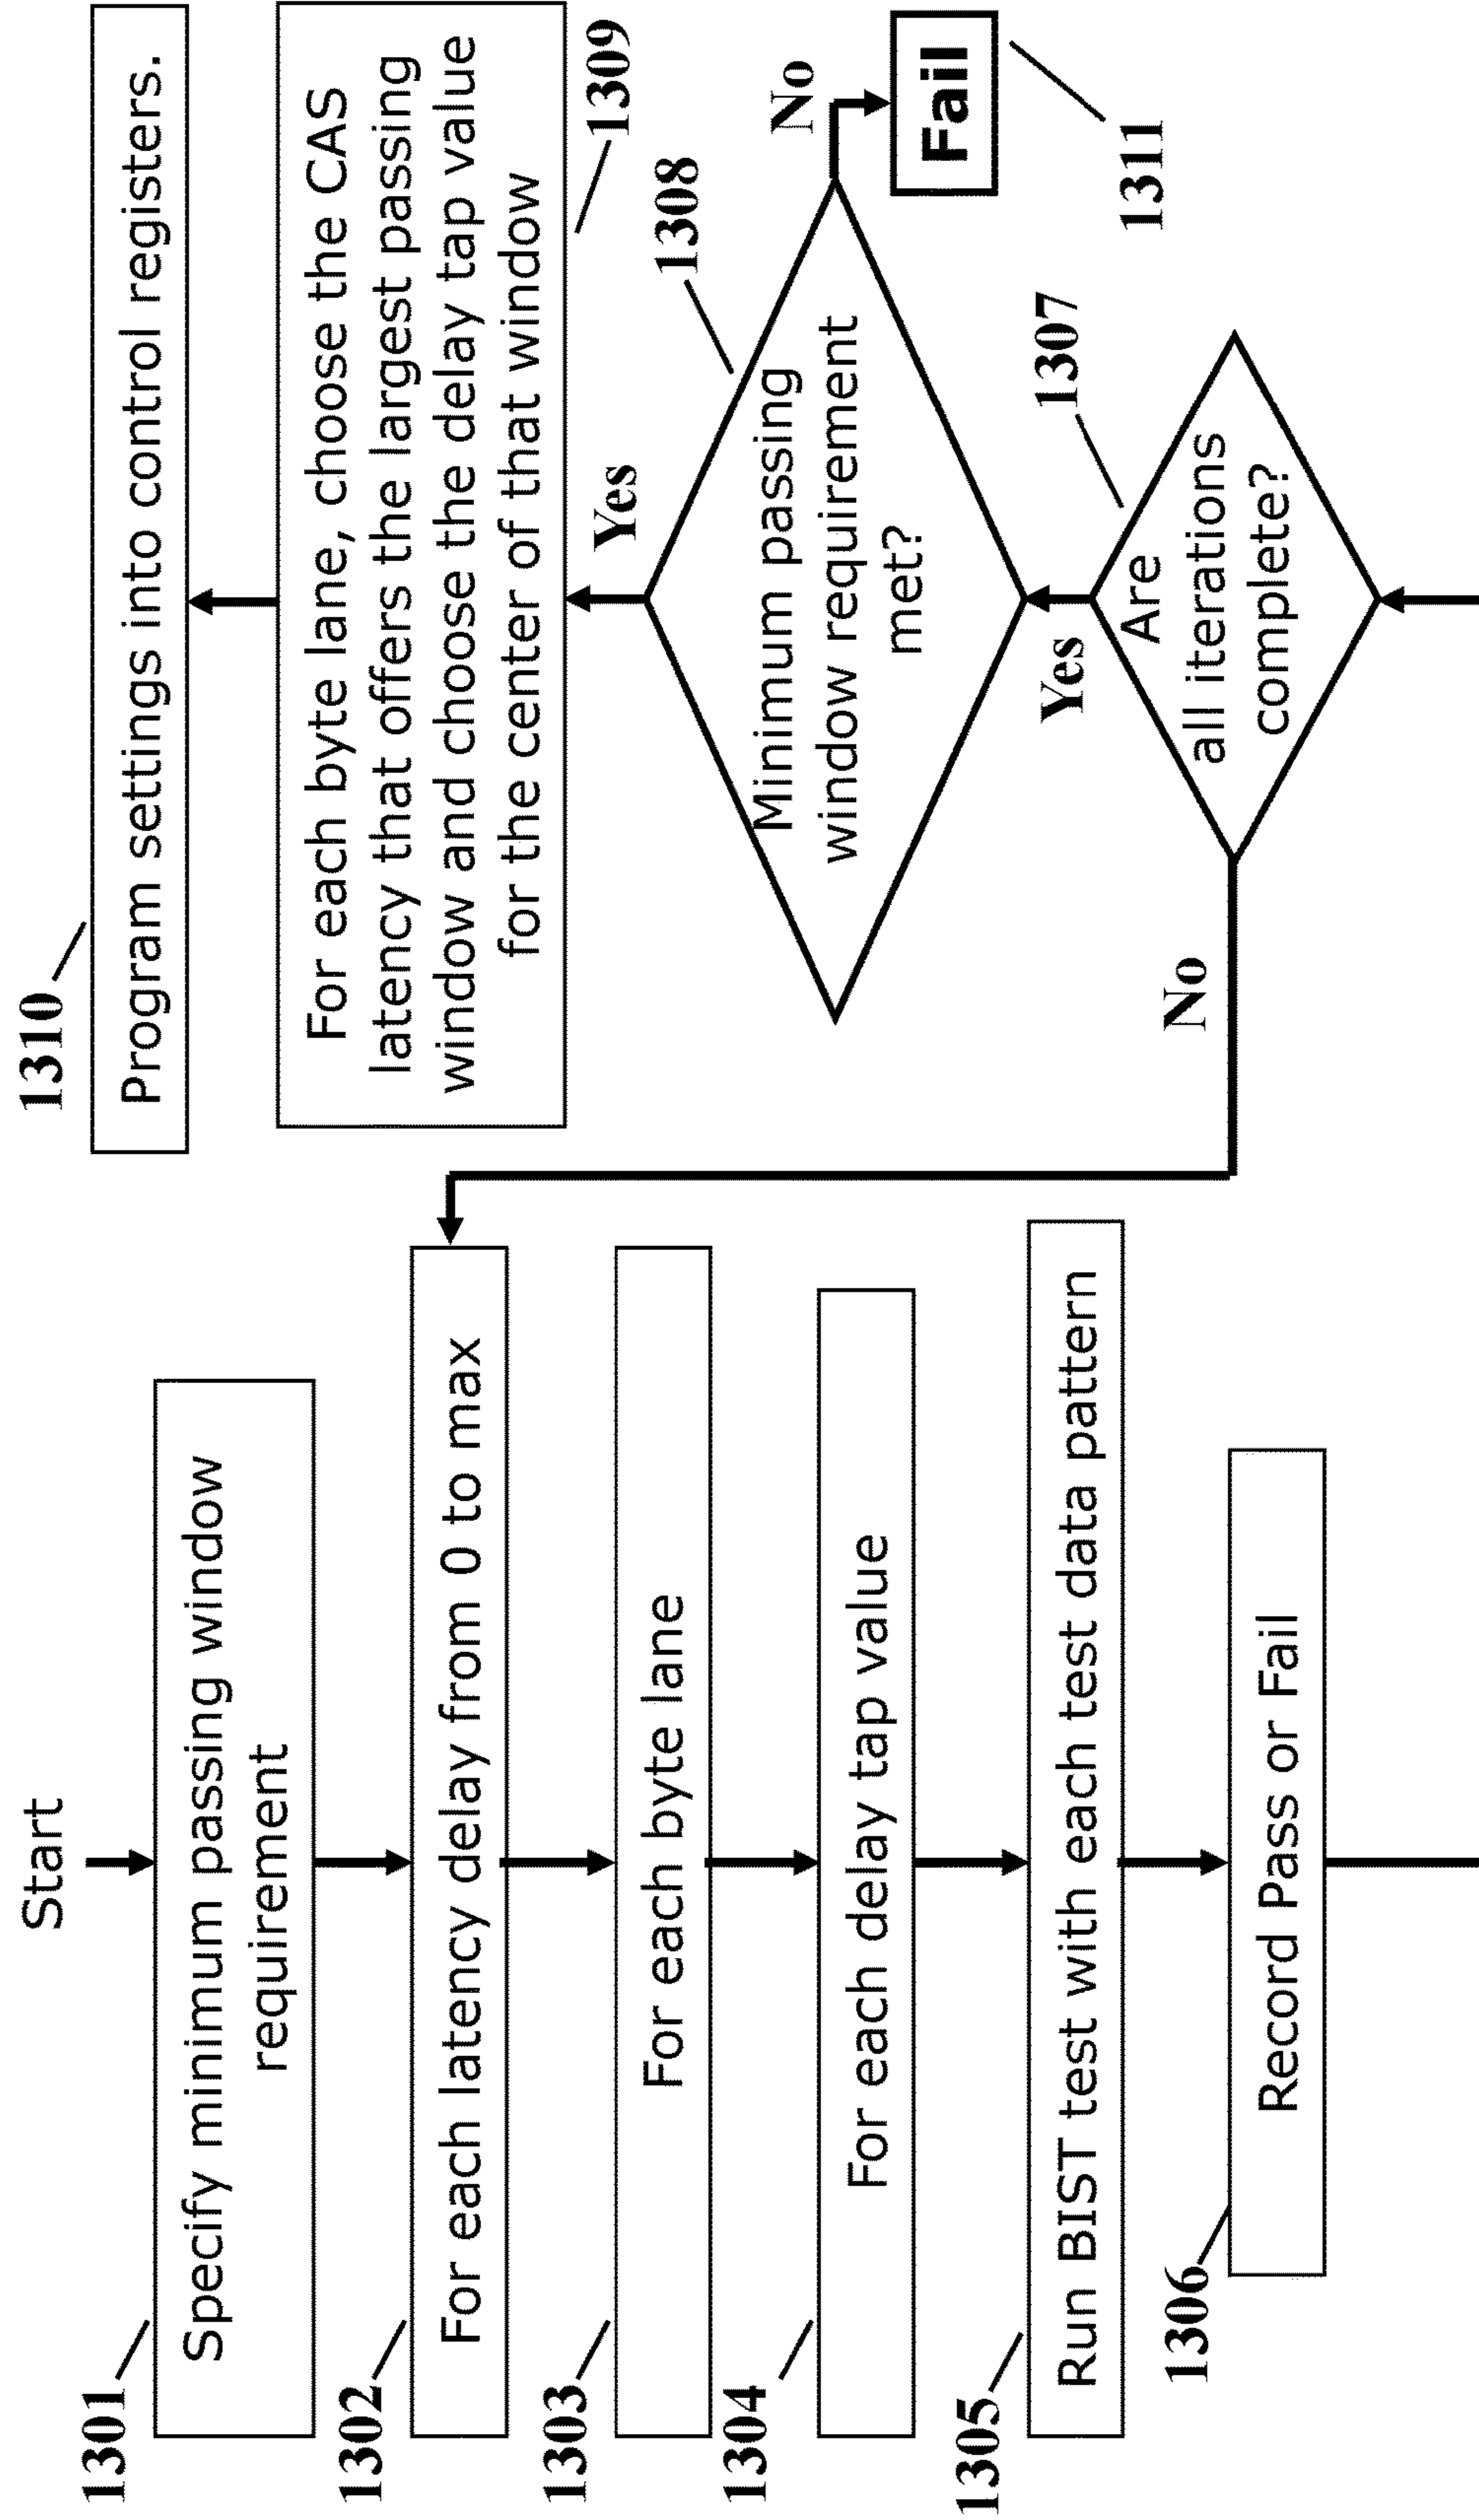 Start
1301
Specify minimum passing window
requirement
1302
For each latency delay from 0 to max
1303
For each byte lane
1304
For each delay tap value
1305
Run BIST test with each test data pattern
1306
Record Pass or Fail
1307
Are
all iterations
complete?
No
Yes
1308
Minimum passing
window requirement
met?
No
Fail
1311
Yes
1309
For each byte lane, choose the CAS
latency that offers the largest passing
window and choose the delay tap value
for the center of that window
1310
Program settings into control registers.